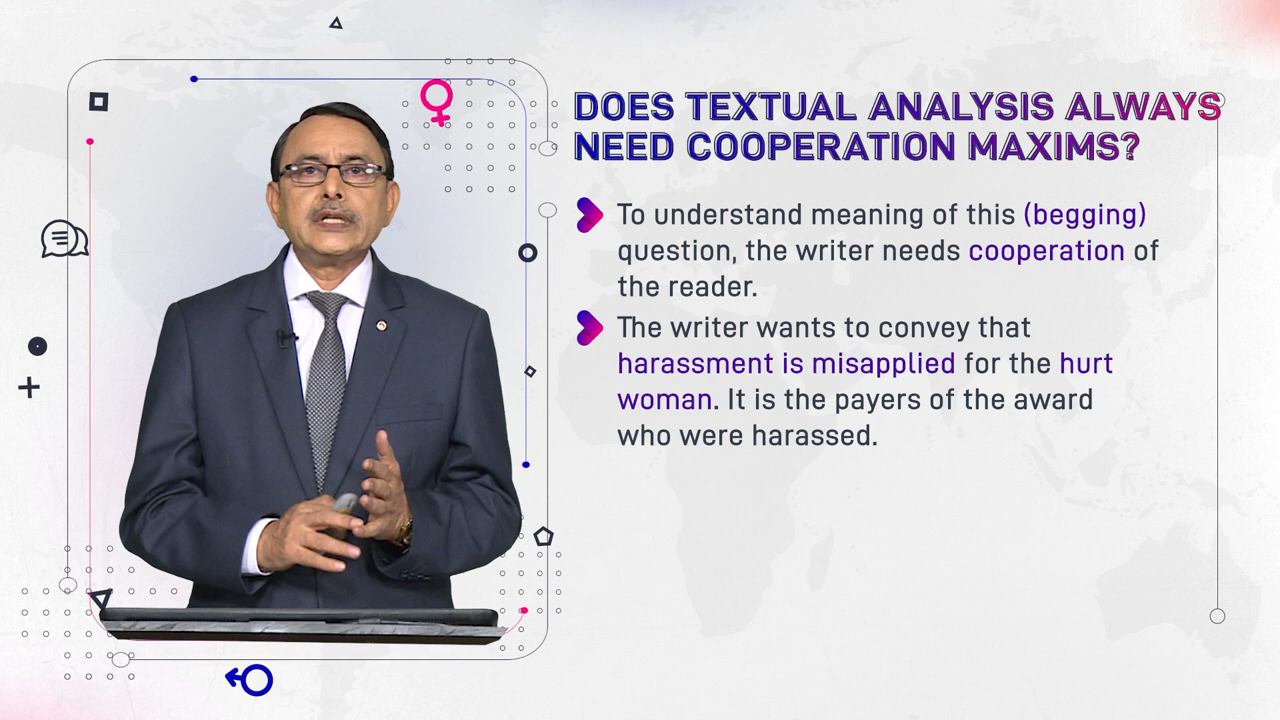 DOES TEXTUAL ANALYSIS ALWAYS
NEED COOPERATION MAXIMS?
To understand meaning of this (begging)
question, the writer needs cooperation of
the reader.
The writer wants to convey that
harassment is misapplied for the hurt
woman. It is the payers of the award
who were harassed.